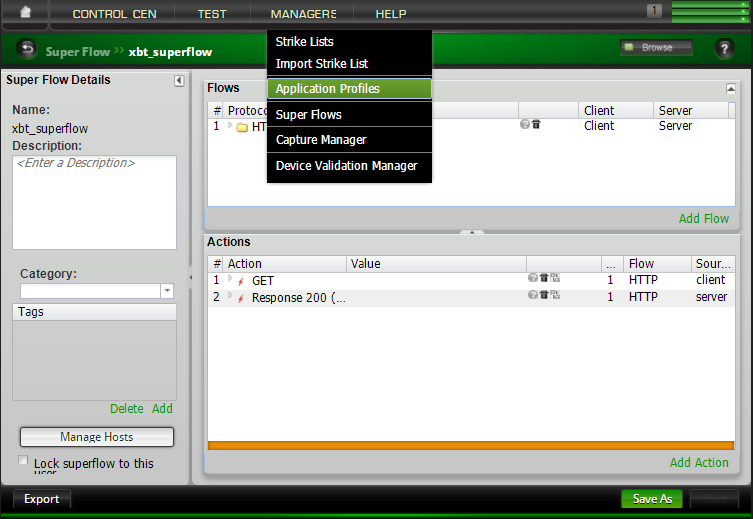 CONTROL CEN TEST MANAGERS HELP 1
Super Flow >> xbt_superflow Browse ?
Strike Lists
Import Strike List
Application Profiles
Super Flows
Capture Manager
Device Validation Manager
Super Flow Details
Name:
xbt_superflow
Description:
<Enter a Description>
Category:
Tags
Delete Add
Manage Hosts
Lock superflow to this
user
Flows
# Protoco Client Server
1 HT Client Server
Add Flow
Actions
# Action Value ... Flow Sour...
1 GET 1 HTTP client
2 Response 200 (... 1 HTTP server
Add Action
Export Save As